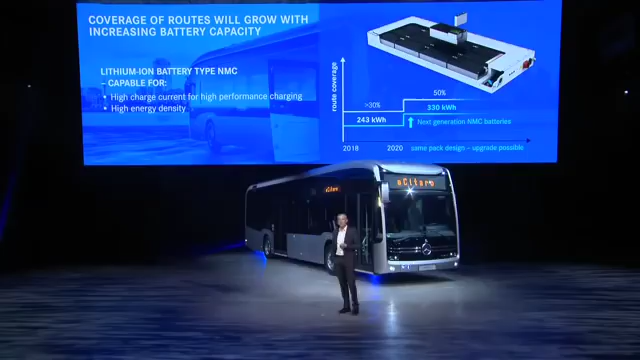 COVERAGE OF ROUTES WILL GROW WITH
INCREASING BATTERY CAPACITY
LITHIUM-ION BATTERY TYPE NMC
– CAPABLE FOR:
• High charge current for high performance charging
• High energy density
route coverage
>30%
243 kWh
50%
330 kWh
Next generation NMC batteries
2018
2020
same pack design – upgrade possible
eCitaro
eCitaro